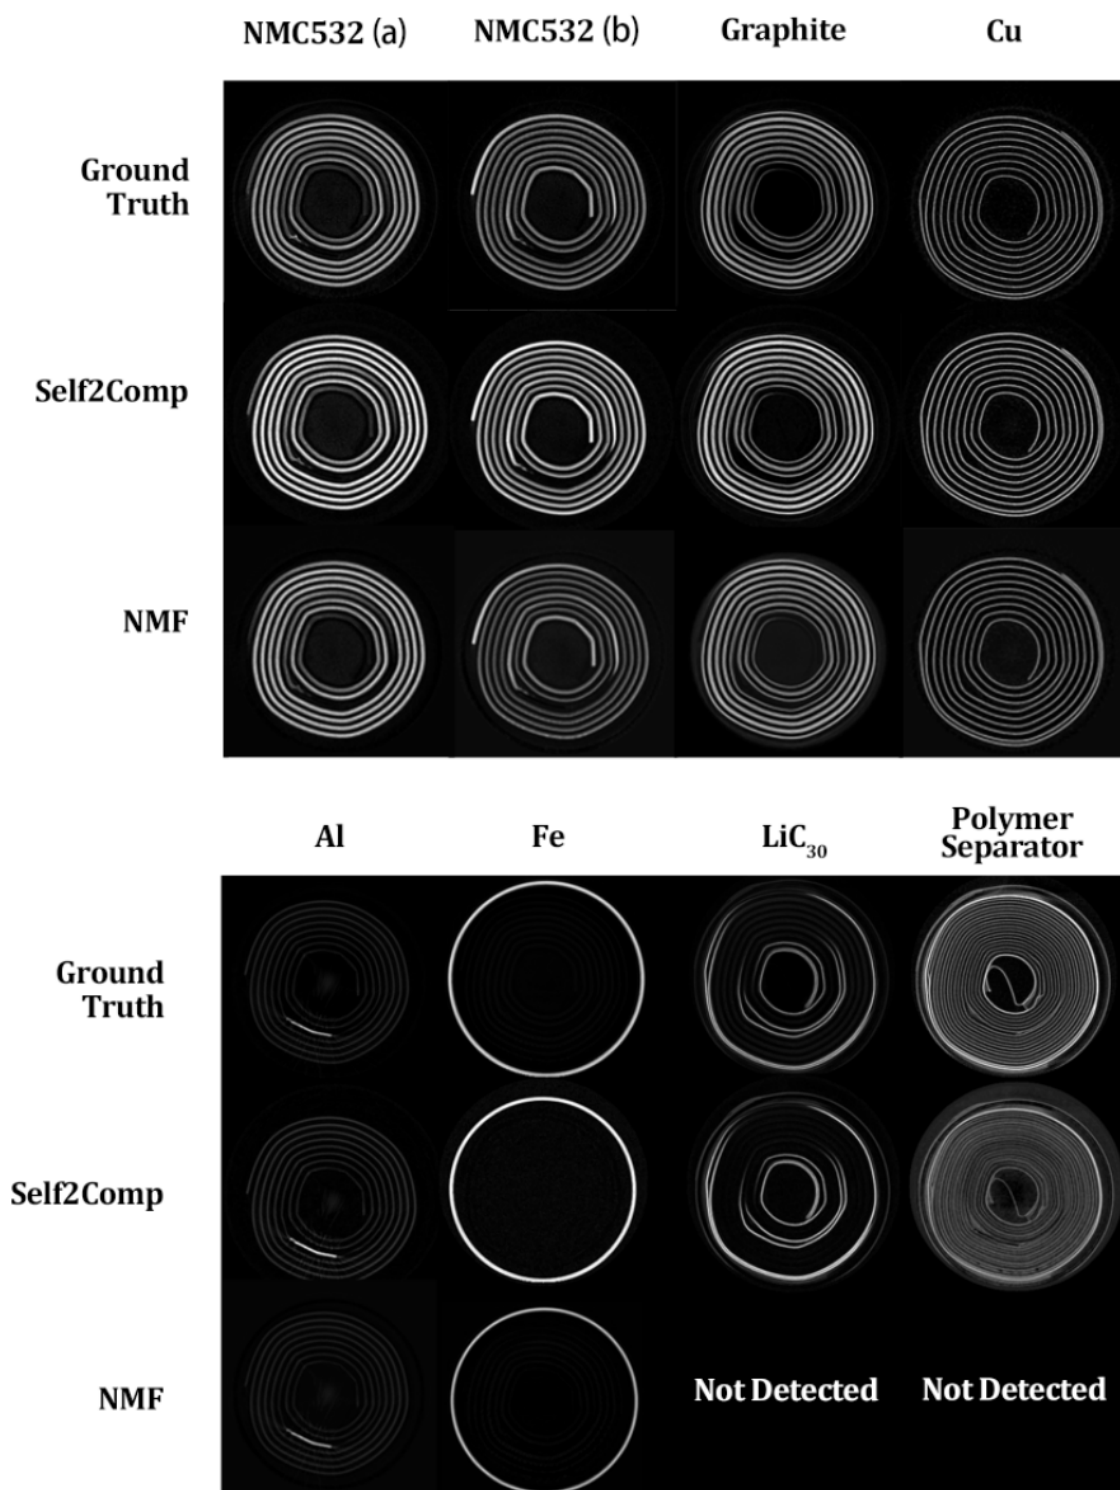 NMC532 (a) NMC532 (b) Graphite Cu
Ground
Truth
Self2Comp
NMF
Al Fe LiC₃₀ Polymer
Separator
Ground
Truth
Self2Comp
NMF Not Detected Not Detected